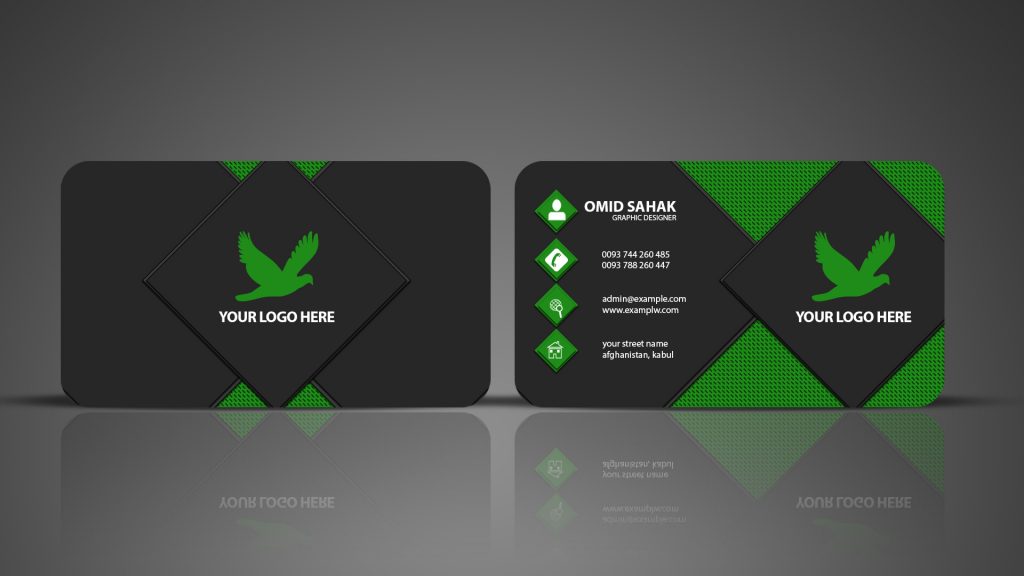 YOUR LOGO HERE
OMID SAHAK
GRAPHIC DESIGNER
0093 744 260 485
0093 788 260 447
admin@example.com
www.examplw.com
your street name
afghanistan, kabul
YOUR LOGO HERE